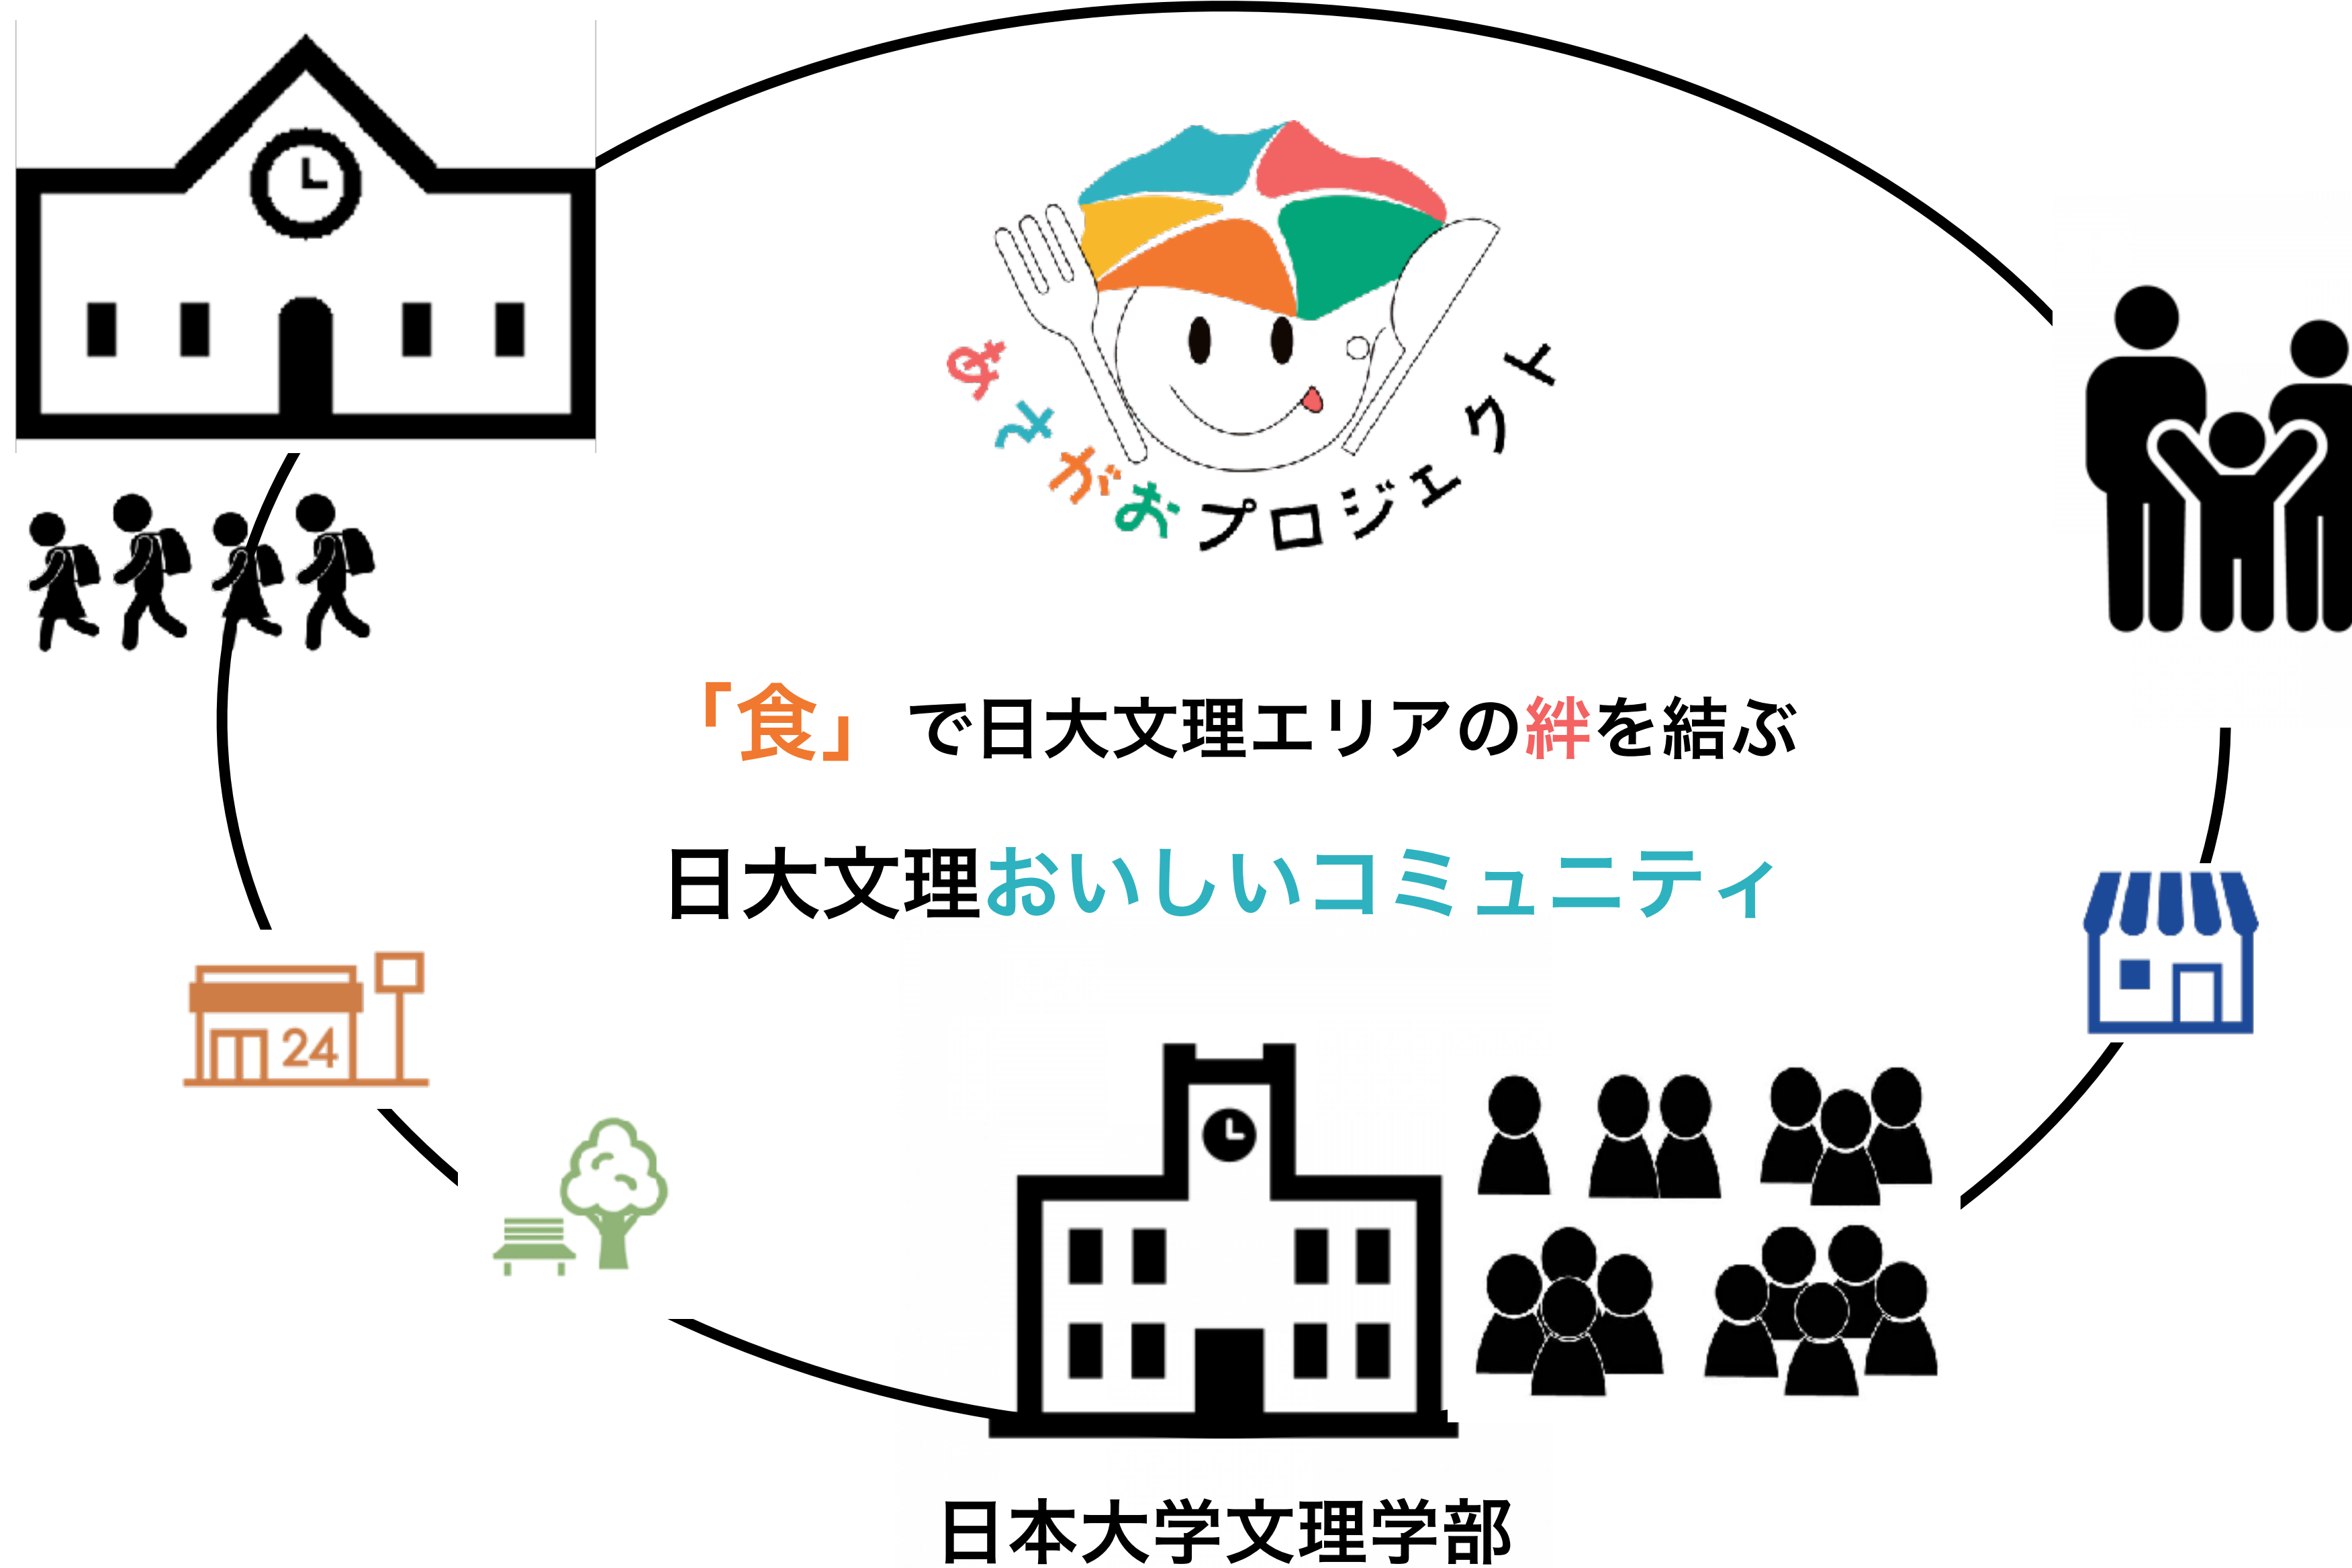 あさがおプロジェクト
「食」で日大文理エリアの絆を結ぶ
日大文理おいしいコミュニティ
24
日本大学文理学部